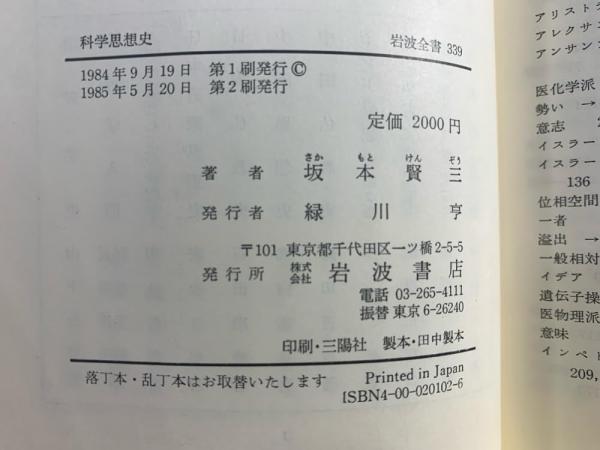 科学思想史
岩波全書 339
1984年9月19日 第1刷発行©
1985年5月20日 第2刷発行
定価 2000円
さか もと けん ぞう
著者 坂本賢三
発行者 緑川亨
〒101 東京都千代田区一ツ橋2-5-5
発行所 株式会社 岩波書店
電話 03-265-4111
振替 東京6-26240
印刷・三陽社 製本・田中製本
落丁本・乱丁本はお取替いたします
Printed in Japan
ISBN4-00-020102-6
アリスト
アレクサ
アンサン
医化学派
勢い →
意志
イスラー
イスラー
136
位相空間
一者
溢出 →
一般相対
イデア
遺伝子操
医物理派
意味
インペ
209,